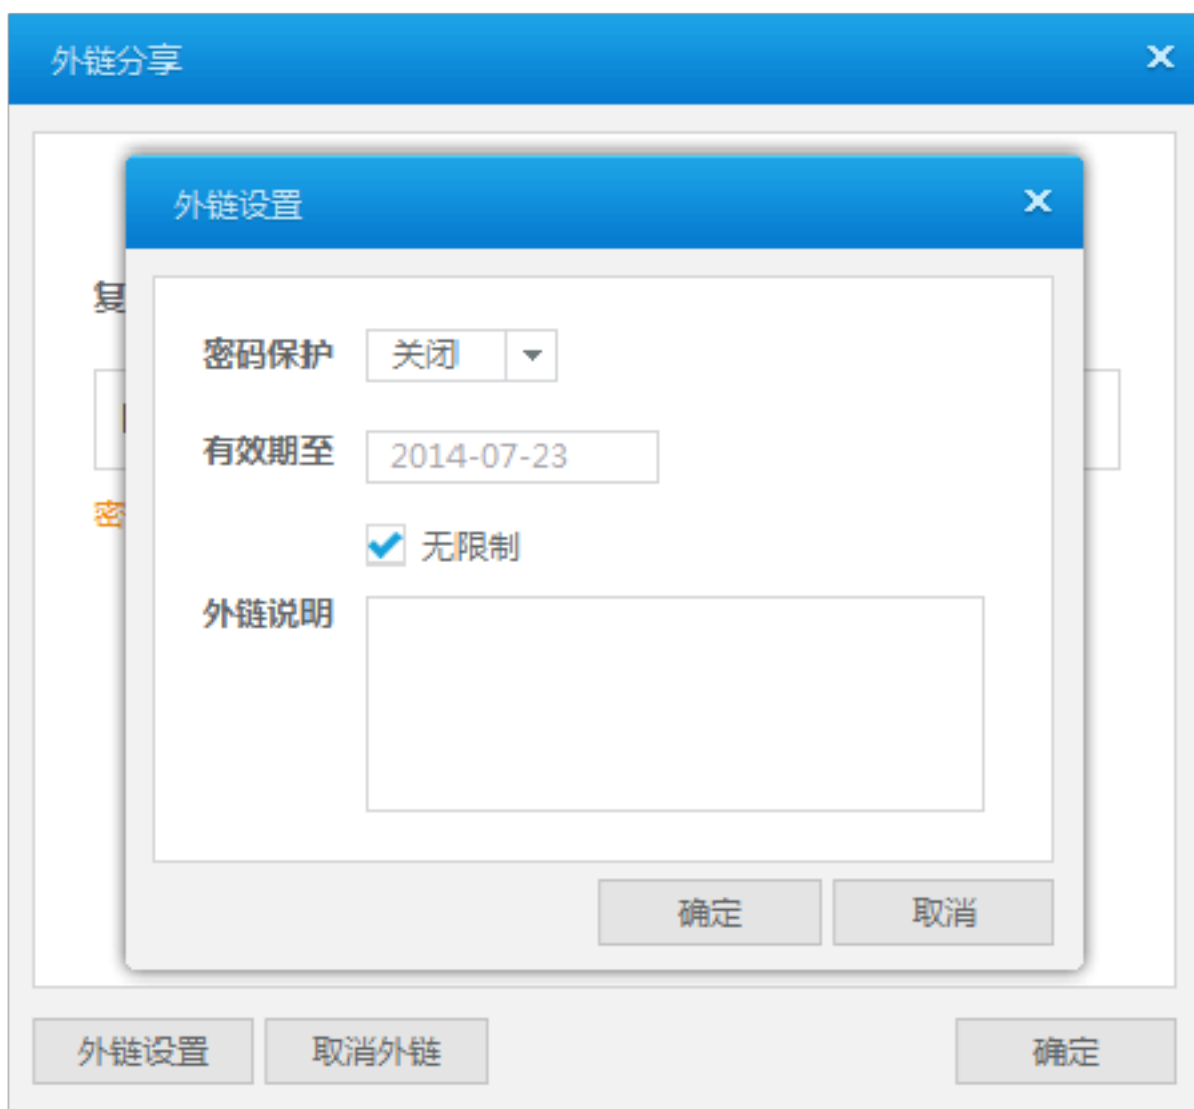 外链分享
外链设置
复
密码保护 关闭
有效期至 2014-07-23
密
无限制
外链说明
确定 取消
外链设置 取消外链 确定